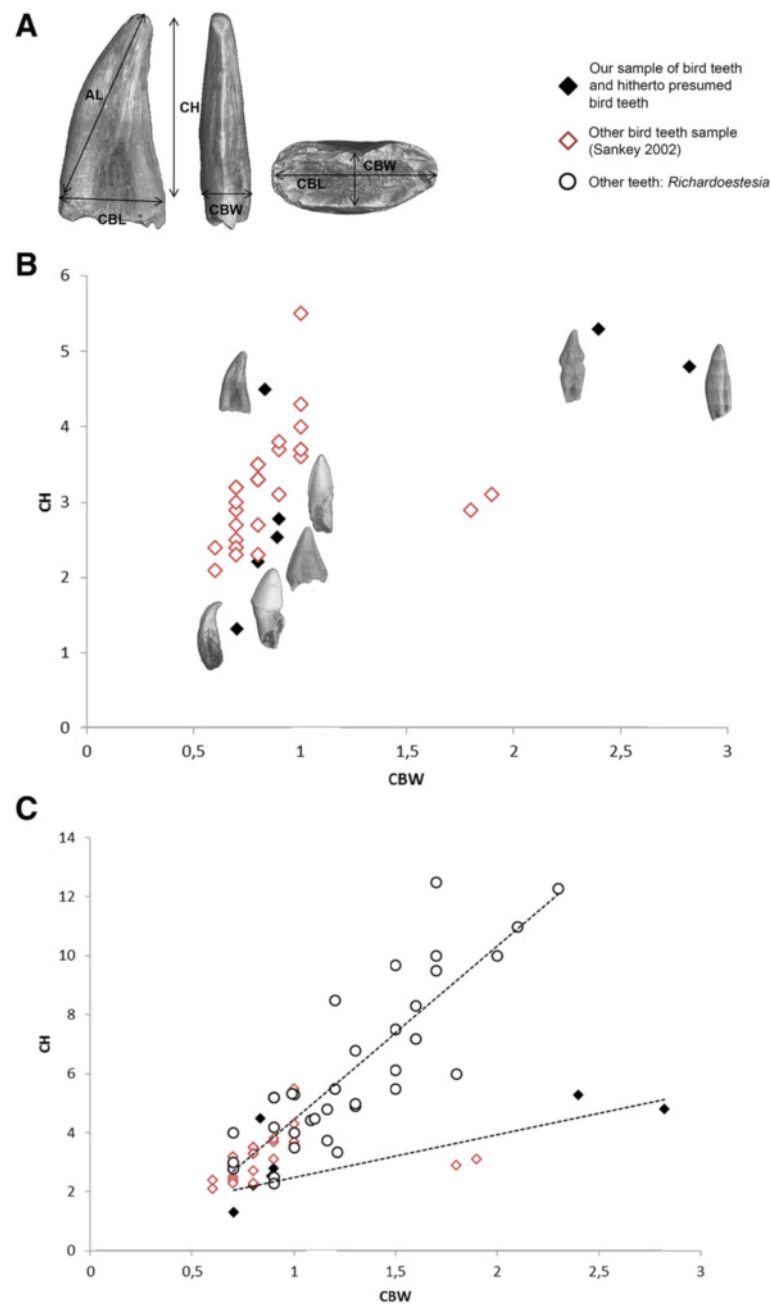 A
AL
CH
CBL
CBW
CBW
CBL
Our sample of bird teeth
and hitherto presumed
bird teeth
Other bird teeth sample
(Sankey 2002)
Other teeth: Richardoestesia
B
6
5
4
3
2
1
0
CH
0
0,5
1
1,5
2
2,5
3
CBW
C
14
12
10
8
6
4
2
0
CH
0
0,5
1
1,5
2
2,5
3
CBW